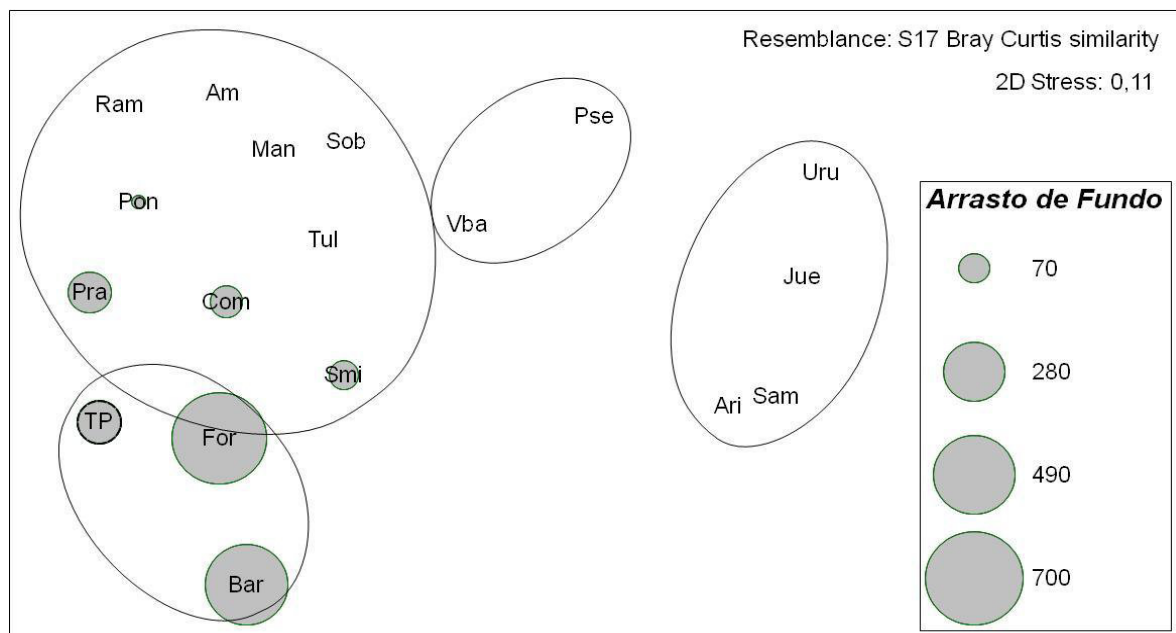 Resemblance: S17 Bray Curtis similarity
2D Stress: 0,11
Ram
Am
Man
Sob
Pse
Uru
Pon
Vba
Tul
Jue
Pra
Com
Smi
Ari
Sam
TP
For
Bar
Arrasto de Fundo
70
280
490
700